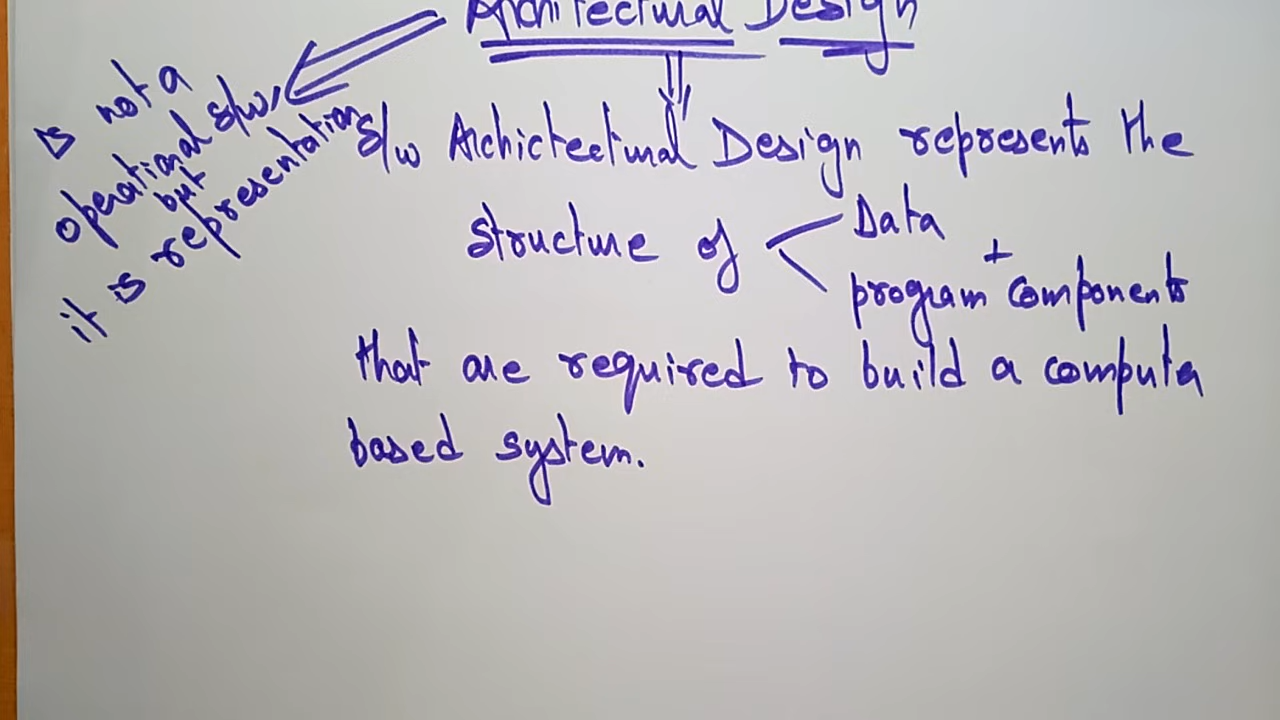 Architectural Design
is not a
operational s/w,
but
it is representation
s/w Archictectural Design represents the
structure of Data
+
program components
that are required to build a computer
based system.